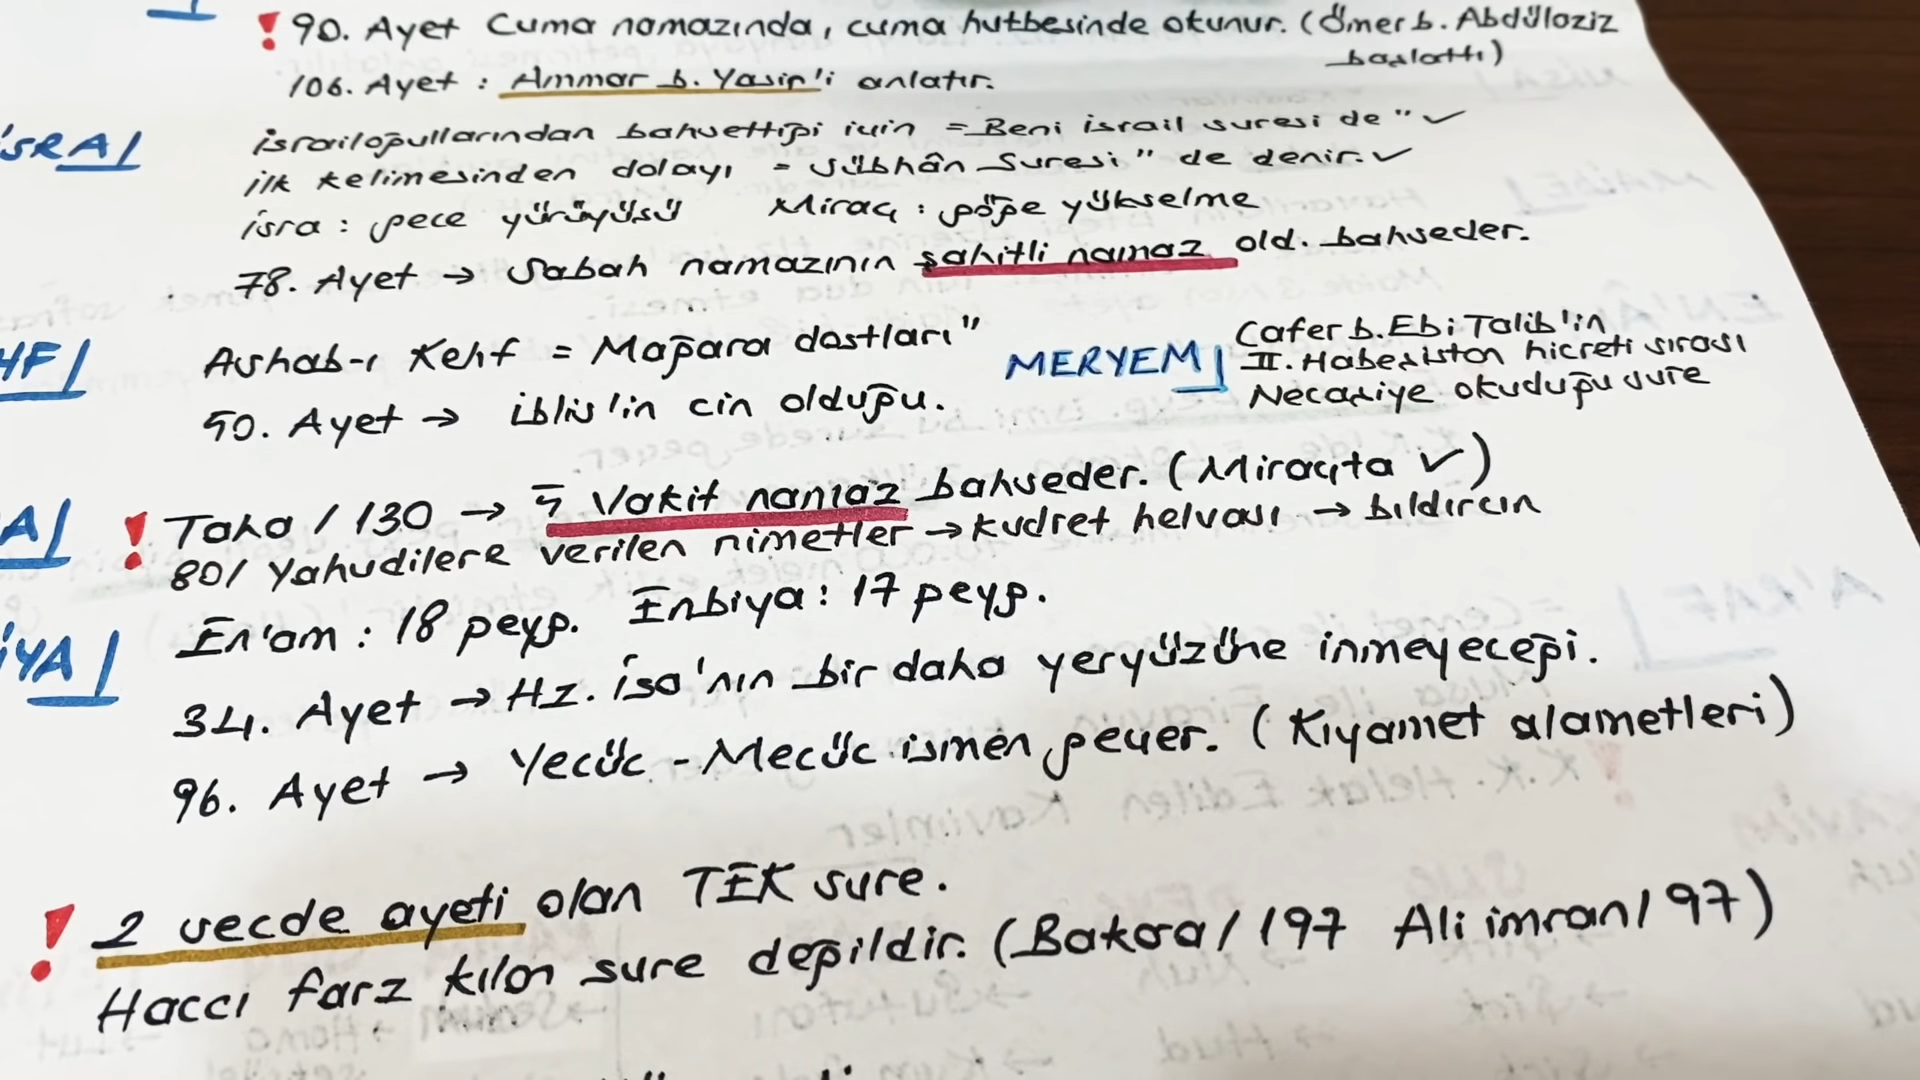 ! 90. Ayet Cuma namazında, cuma hutbesinde okunur. (Ömer b. Abdülaziz
başlattı)
106. Ayet : Ammar b. Yasir'i anlatır.
İSRA
israiloğullarından bahsettiği için = Beni israil suresi de" ✓
ilk kelimesinden dolayı = sübhân Suresi" de denir. ✓
isra : gece yürüyüşü Miraç : göğe yükselme
78. Ayet → Sabah namazının şahitli namaz old. bahseder.
HF
Ashab-ı Kehf = Mağara dostları"
50. Ayet → iblis'in cin olduğu.
MERYEM
Cafer b. Ebi Talib'in
II. Habeşistan hicreti sırası
Necaşiye okuduğu sure
A
! Taha / 130 → 5 Vakit namaz bahseder. (Miraçta ✓)
80/ Yahudilere verilen nimetler → kudret helvası → bıldırcın
İYA
En'am : 18 peyg. Enbiya : 17 peyg.
34. Ayet → Hz. İsa'nın bir daha yeryüzüne inmeyeceği.
96. Ayet → Yecüc - Mecüc ismen geçer. (Kıyamet alametleri)
! 2 secde ayeti olan TEK sure.
Haccı farz kılan sure değildir. (Bakara/197 Ali imran/97)